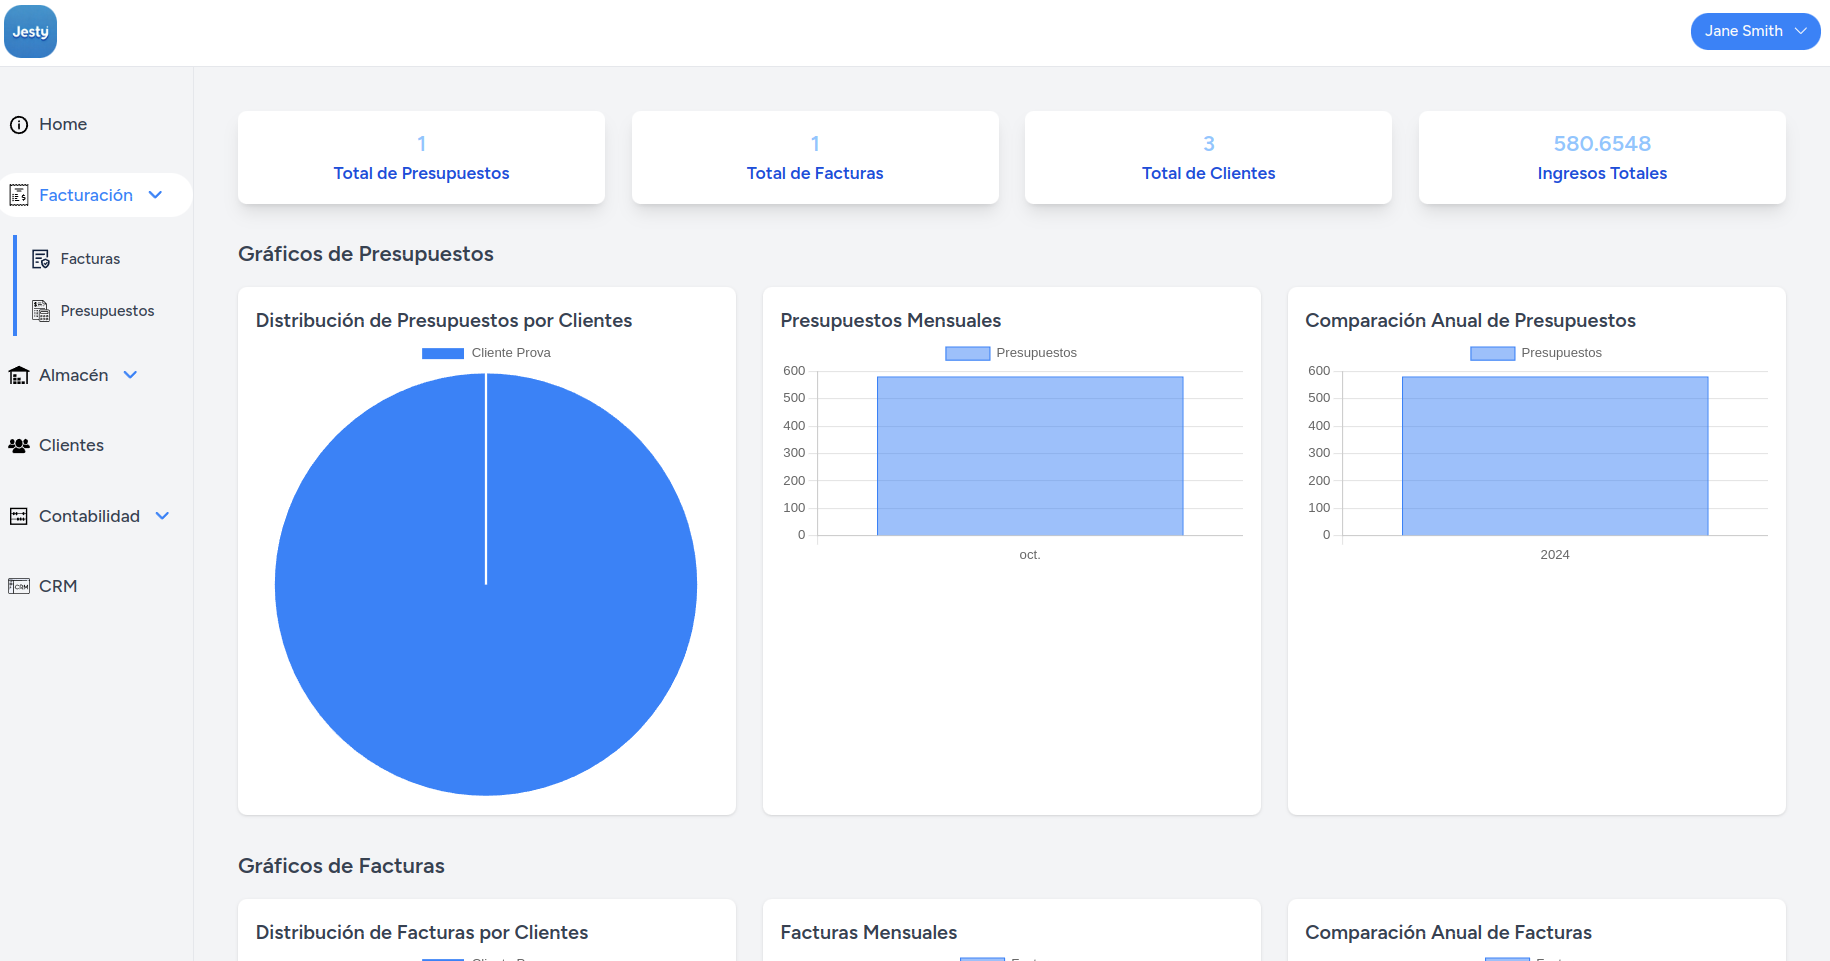 Jesty
Jane Smith
Home
Facturación
Facturas
Presupuestos
Almacén
Clientes
Contabilidad
CRM
CRM
1
Total de Presupuestos
1
Total de Facturas
3
Total de Clientes
580.6548
Ingresos Totales
Gráficos de Presupuestos
Distribución de Presupuestos por Clientes
Cliente Prova
Presupuestos Mensuales
Presupuestos
600
500
400
300
200
100
0
oct.
Comparación Anual de Presupuestos
Presupuestos
600
500
400
300
200
100
0
2024
Gráficos de Facturas
Distribución de Facturas por Clientes
Facturas Mensuales
Comparación Anual de Facturas